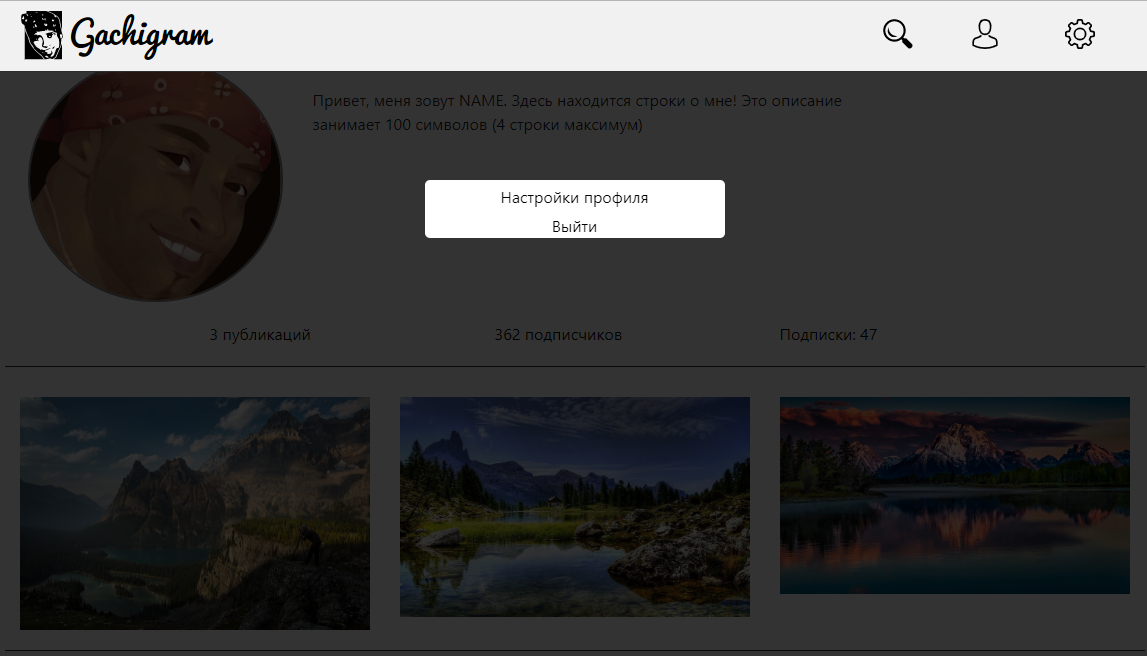 Gachigram
Привет, меня зовут NAME. Здесь находится строки о мне! Это описание
занимает 100 символов (4 строки максимум)
Настройки профиля
Выйти
3 публикаций
362 подписчиков
Подписки: 47